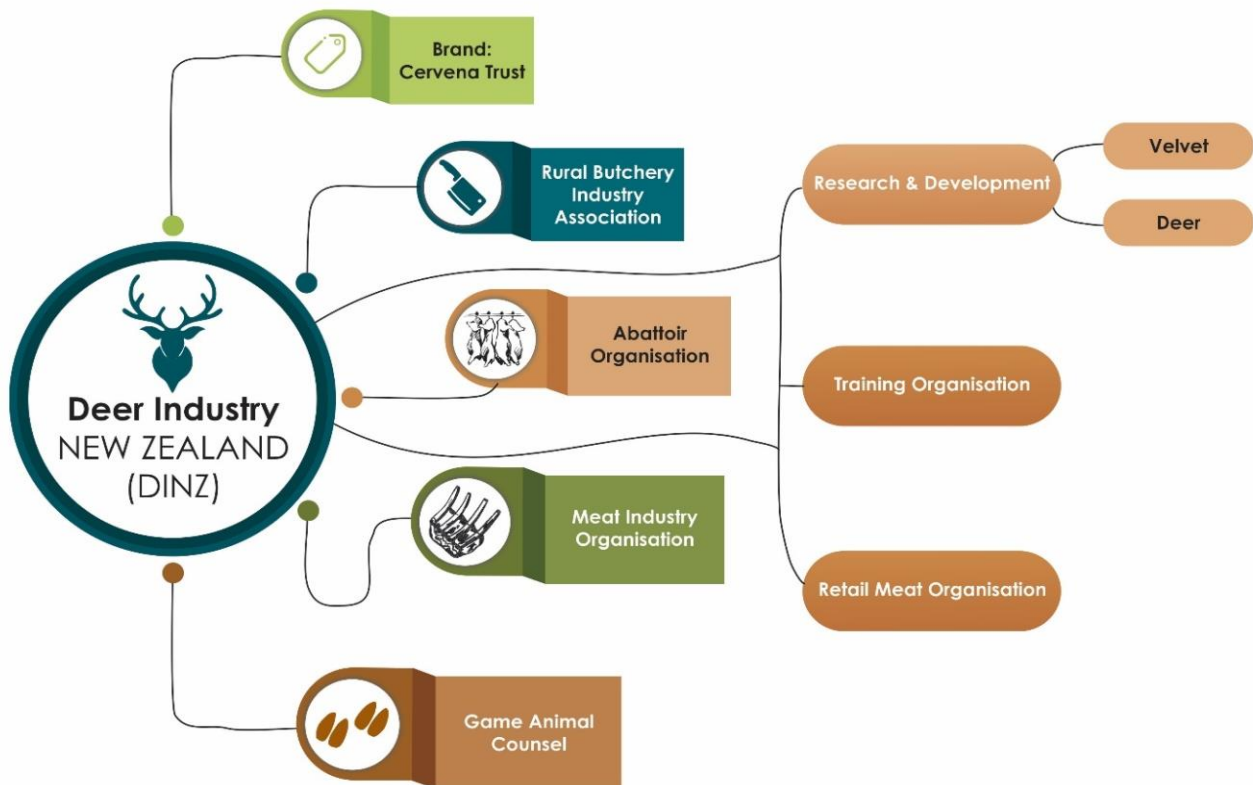 Brand:
Cervena Trust
Rural Butchery
Industry
Association
Research & Development
Velvet
Deer
Abattoir
Organisation
Deer Industry
NEW ZEALAND
(DINZ)
Training Organisation
Meat Industry
Organisation
Retail Meat Organisation
Game Animal
Counsel